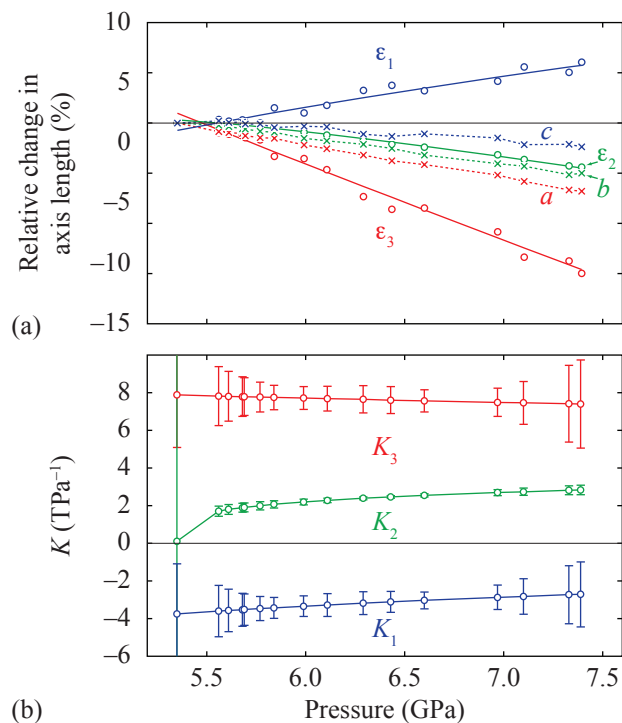 10
5
0
−5
−10
−15
Relative change in
axis length (%)
ε1
c
ε2
b
a
ε3
(a)
8
6
4
2
0
−2
−4
−6
K (TPa⁻¹)
K3
K2
K1
5.5 6.0 6.5 7.0 7.5
(b) Pressure (GPa)